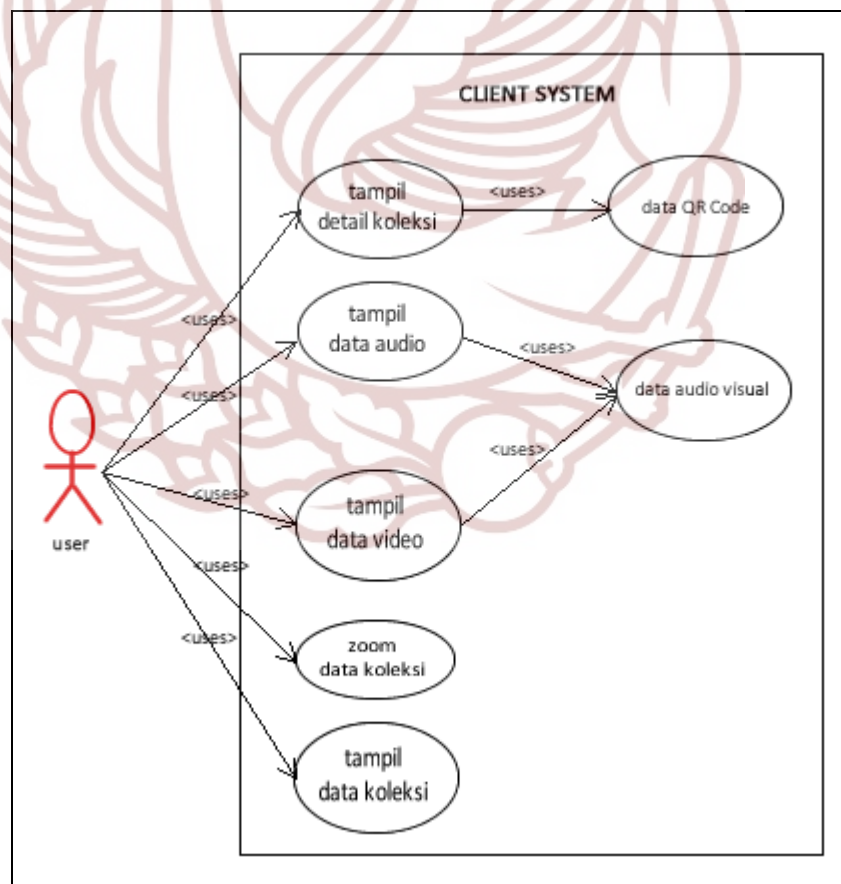 CLIENT SYSTEM
tampil
detail koleksi
<uses>
data QR Code
<uses>
tampil
data audio
<uses>
<uses>
data audio visual
<uses>
<uses>
tampil
data video
user
<uses>
zoom
data koleksi
<uses>
tampil
data koleksi